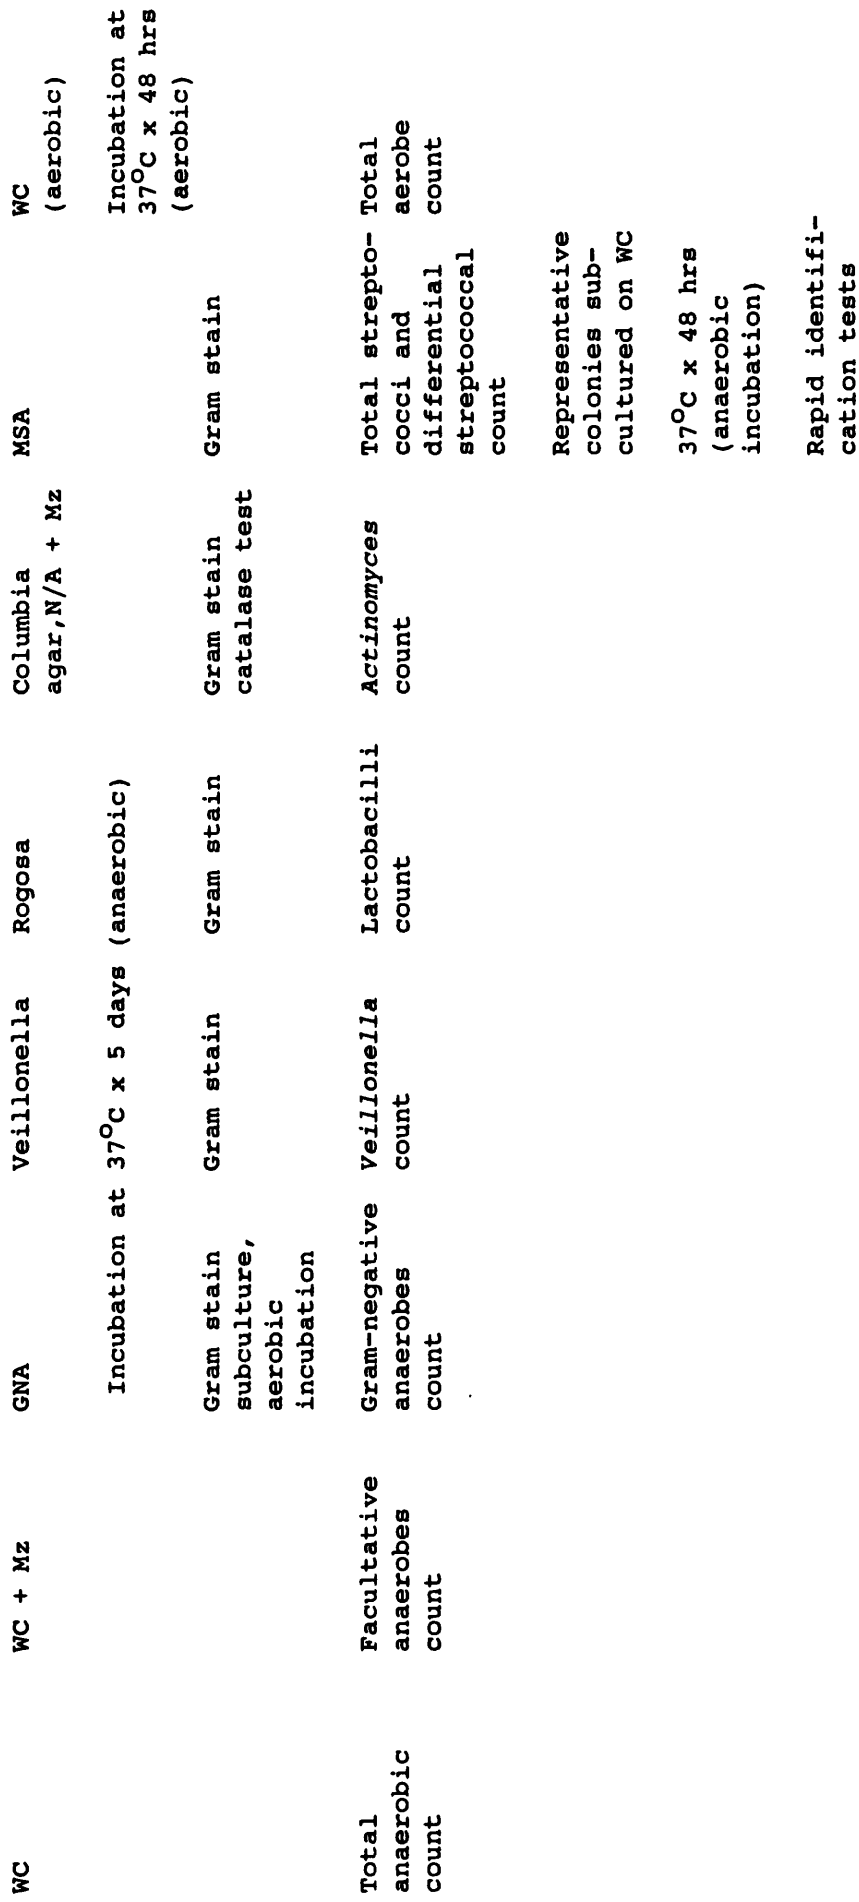 WC
WC + Mz
GNA
Veillonella
Rogosa
Columbia
agar,N/A + Mz
MSA
WC
(aerobic)
Incubation at 37°C x 5 days (anaerobic)
Incubation at
37°C x 48 hrs
(aerobic)
Gram stain
subculture,
aerobic
incubation
Gram stain
Gram stain
Gram stain
catalase test
Gram stain
Total
anaerobic
count
Facultative
anaerobes
count
Gram-negative
anaerobes
count
Veillonella
count
Lactobacilli
count
Actinomyces
count
Total strepto-
cocci and
differential
streptococcal
count
Total
aerobe
count
Representative
colonies sub-
cultured on WC
37°C x 48 hrs
(anaerobic
incubation)
Rapid identifi-
cation tests